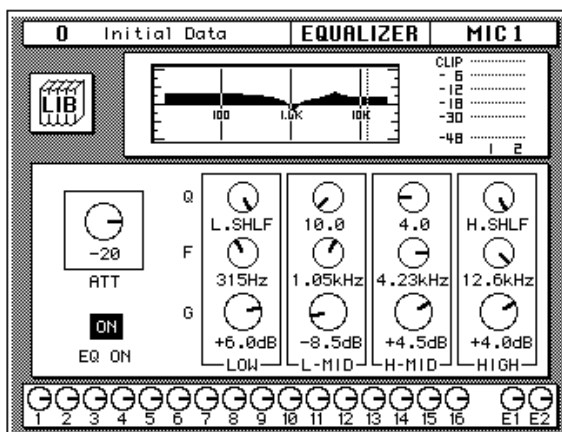 0 Initial Data EQUALIZER MIC 1
LIB
CLIP
- 6
-12
-18
-30
-48
1 2
100 1.0K 10K
Q L.SHLF 10.0 4.0 H.SHLF
-20
ATT
F 315Hz 1.05kHz 4.23kHz 12.6kHz
G +6.0dB -8.5dB +4.5dB +4.0dB
ON
EQ ON
LOW L-MID H-MID HIGH
1 2 3 4 5 6 7 8 9 10 11 12 13 14 15 16 E1 E2